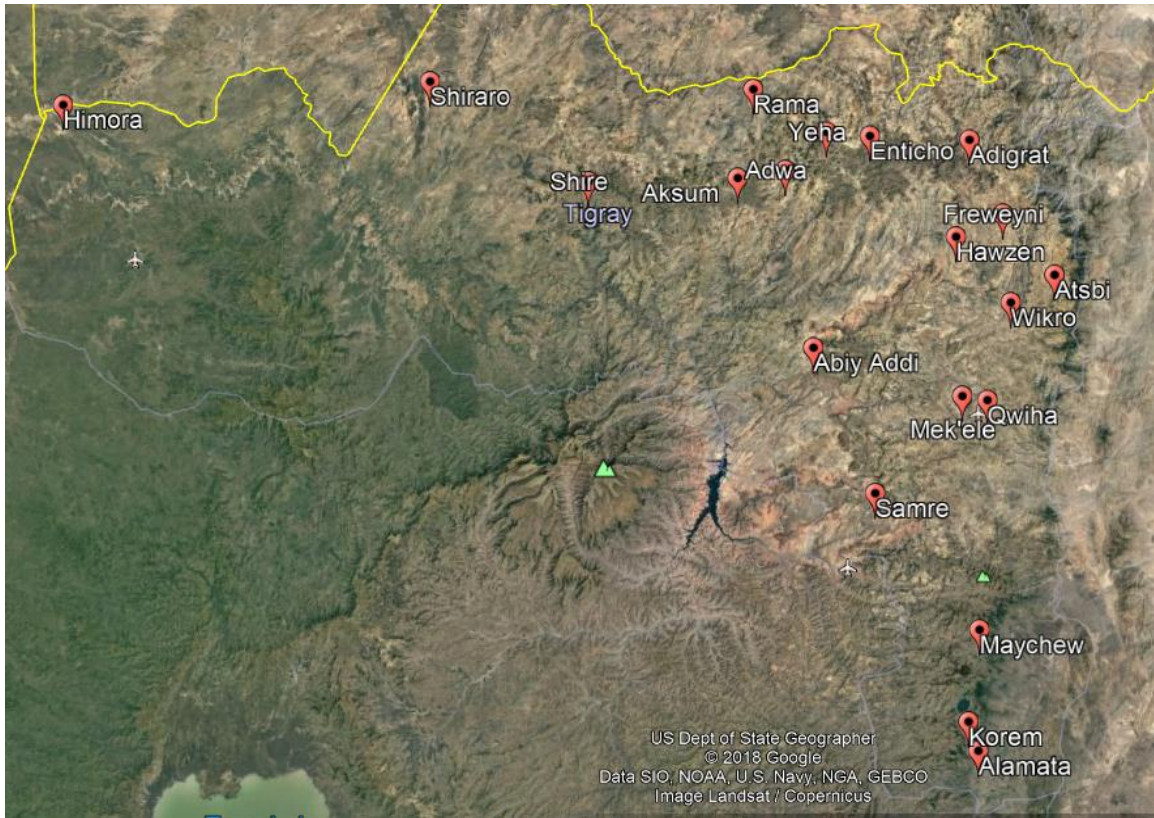 Shiraro
Himora
Rama
Yeha
Enticho
Adigrat
Shire
Adwa
Aksum
Tigray
Freweyni
Hawzen
Atsbi
Wikro
Abiy Addi
Qwiha
Mek'ele
Samre
Maychew
Korem
Alamata
US Dept of State Geographer
© 2018 Google
Data SIO, NOAA, U.S. Navy, NGA, GEBCO
Image Landsat / Copernicus